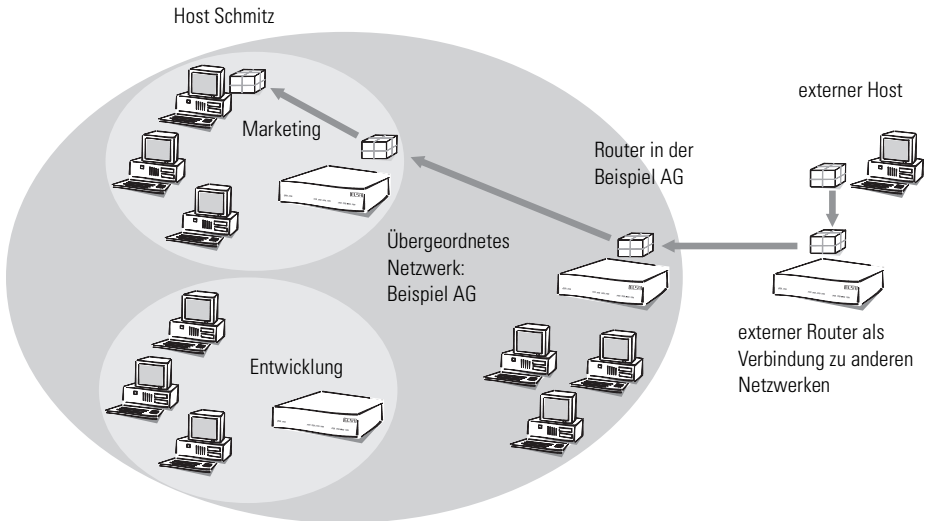 Host Schmitz
externer Host
Marketing
Router in der
Beispiel AG
Übergeordnetes
Netzwerk:
Beispiel AG
externer Router als
Verbindung zu anderen
Netzwerken
Entwicklung